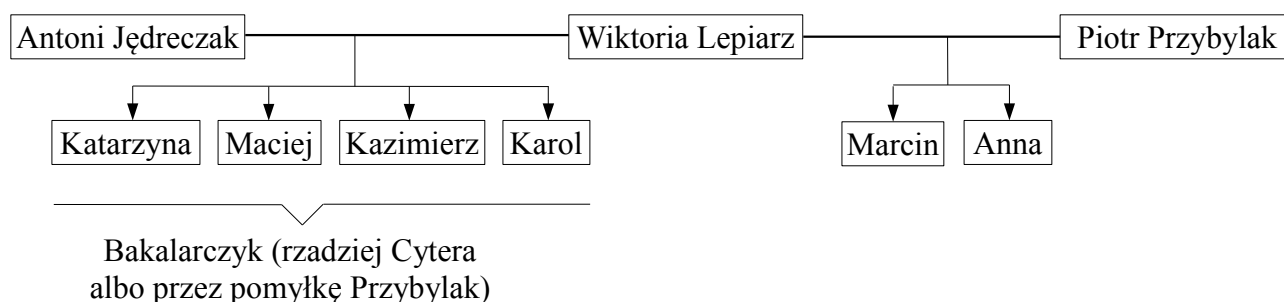 Antoni Jędreczak Wiktoria Lepiarz Piotr Przybylak
Katarzyna Maciej Kazimierz Karol Marcin Anna
Bakalarczyk (rzadziej Cytera
albo przez pomyłkę Przybylak)